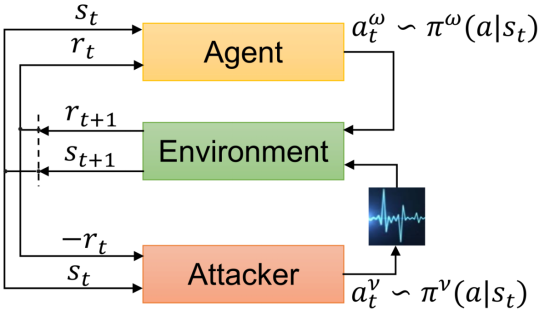 s_t
r_t
Agent
a_t^ω ∽ π^ω(a|s_t)
r_{t+1}
s_{t+1}
Environment
−r_t
s_t
Attacker
a_t^ν ∽ π^ν(a|s_t)